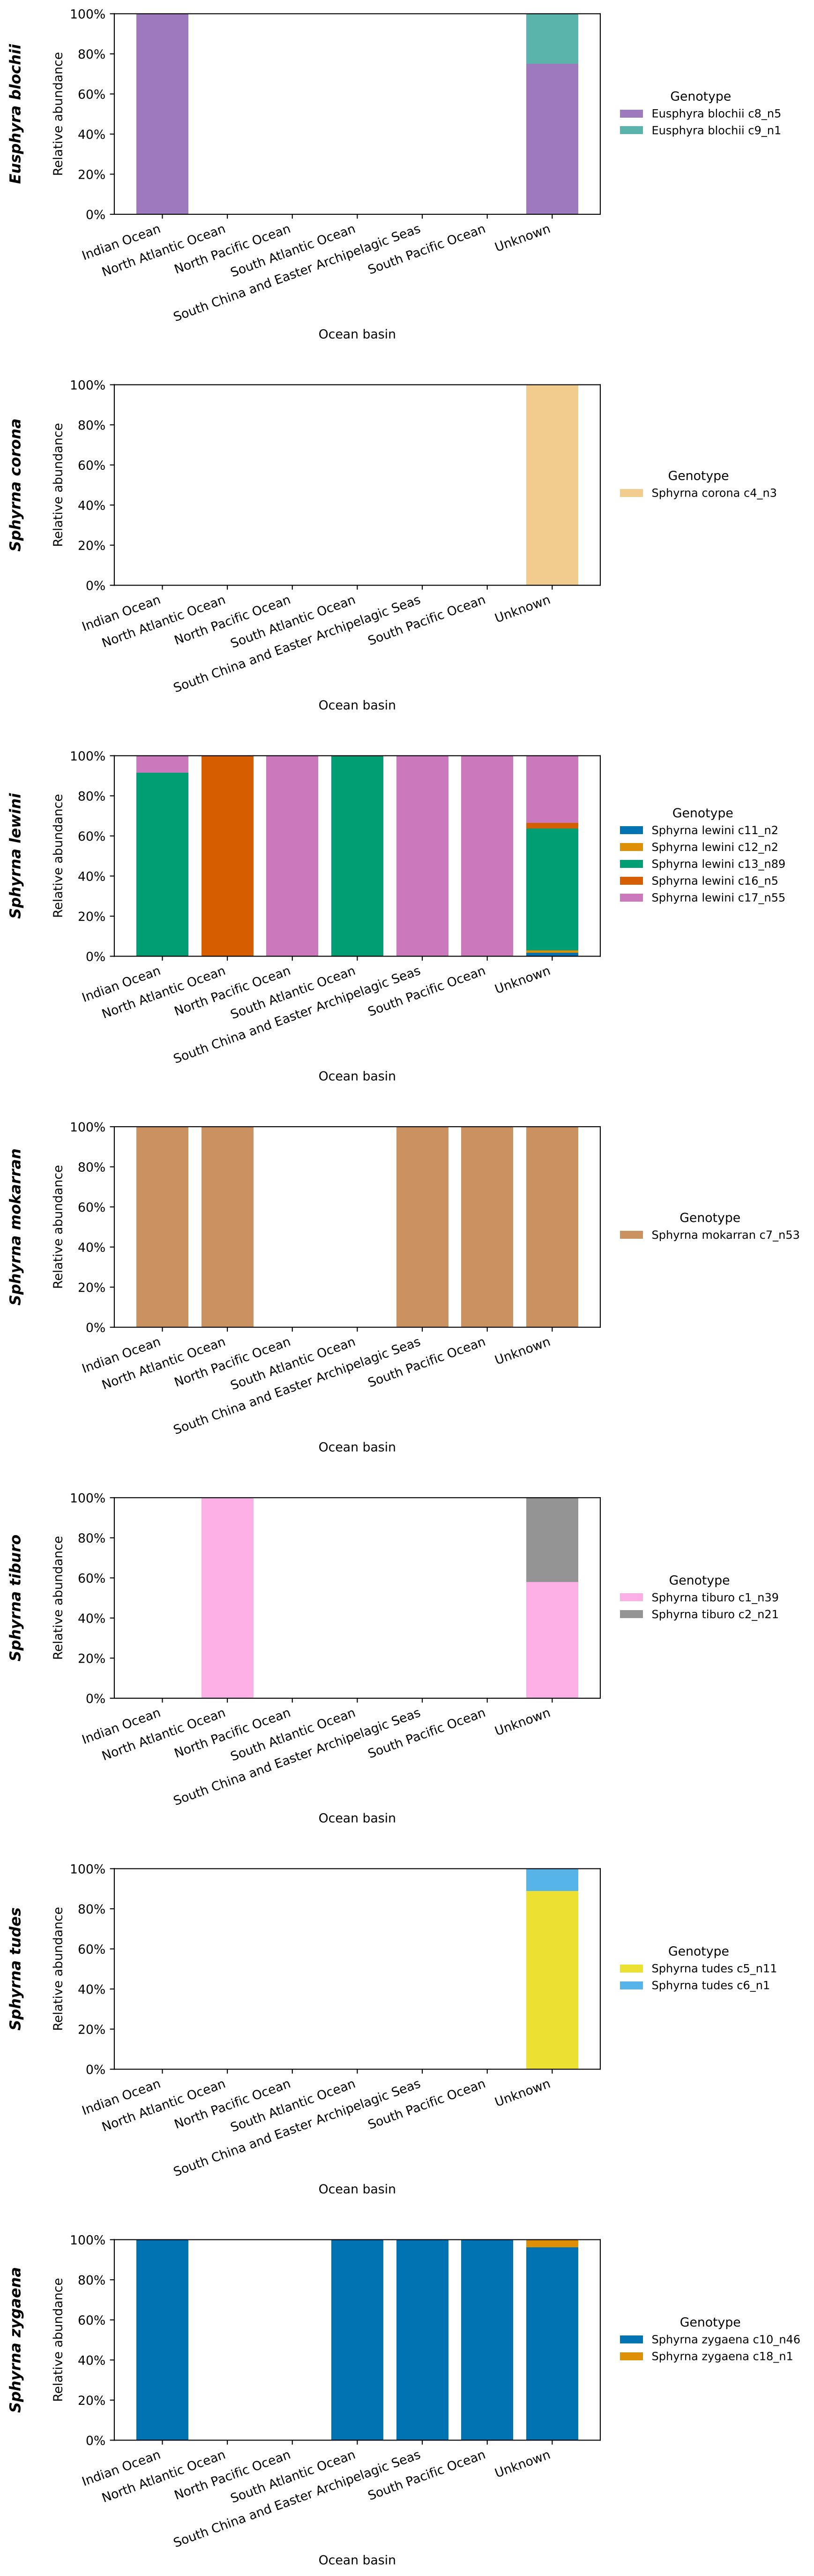 Eusphyra blochii
Relative abundance
100%
80%
60%
40%
20%
0%
Indian Ocean
North Atlantic Ocean
North Pacific Ocean
South Atlantic Ocean
South China and Easter Archipelagic Seas
South Pacific Ocean
Unknown
Ocean basin
Genotype
Eusphyra blochii c8_n5
Eusphyra blochii c9_n1
Sphyrna corona
Relative abundance
100%
80%
60%
40%
20%
0%
Indian Ocean
North Atlantic Ocean
North Pacific Ocean
South Atlantic Ocean
South China and Easter Archipelagic Seas
South Pacific Ocean
Unknown
Ocean basin
Genotype
Sphyrna corona c4_n3
Sphyrna lewini
Relative abundance
100%
80%
60%
40%
20%
0%
Indian Ocean
North Atlantic Ocean
North Pacific Ocean
South Atlantic Ocean
South China and Easter Archipelagic Seas
South Pacific Ocean
Unknown
Ocean basin
Genotype
Sphyrna lewini c11_n2
Sphyrna lewini c12_n2
Sphyrna lewini c13_n89
Sphyrna lewini c16_n5
Sphyrna lewini c17_n55
Sphyrna mokarran
Relative abundance
100%
80%
60%
40%
20%
0%
Indian Ocean
North Atlantic Ocean
North Pacific Ocean
South Atlantic Ocean
South China and Easter Archipelagic Seas
South Pacific Ocean
Unknown
Ocean basin
Genotype
Sphyrna mokarran c7_n53
Sphyrna tiburo
Relative abundance
100%
80%
60%
40%
20%
0%
Indian Ocean
North Atlantic Ocean
North Pacific Ocean
South Atlantic Ocean
South China and Easter Archipelagic Seas
South Pacific Ocean
Unknown
Ocean basin
Genotype
Sphyrna tiburo c1_n39
Sphyrna tiburo c2_n21
Sphyrna tudes
Relative abundance
100%
80%
60%
40%
20%
0%
Indian Ocean
North Atlantic Ocean
North Pacific Ocean
South Atlantic Ocean
South China and Easter Archipelagic Seas
South Pacific Ocean
Unknown
Ocean basin
Genotype
Sphyrna tudes c5_n11
Sphyrna tudes c6_n1
Sphyrna zygaena
Relative abundance
100%
80%
60%
40%
20%
0%
Indian Ocean
North Atlantic Ocean
North Pacific Ocean
South Atlantic Ocean
South China and Easter Archipelagic Seas
South Pacific Ocean
Unknown
Ocean basin
Genotype
Sphyrna zygaena c10_n46
Sphyrna zygaena c18_n1